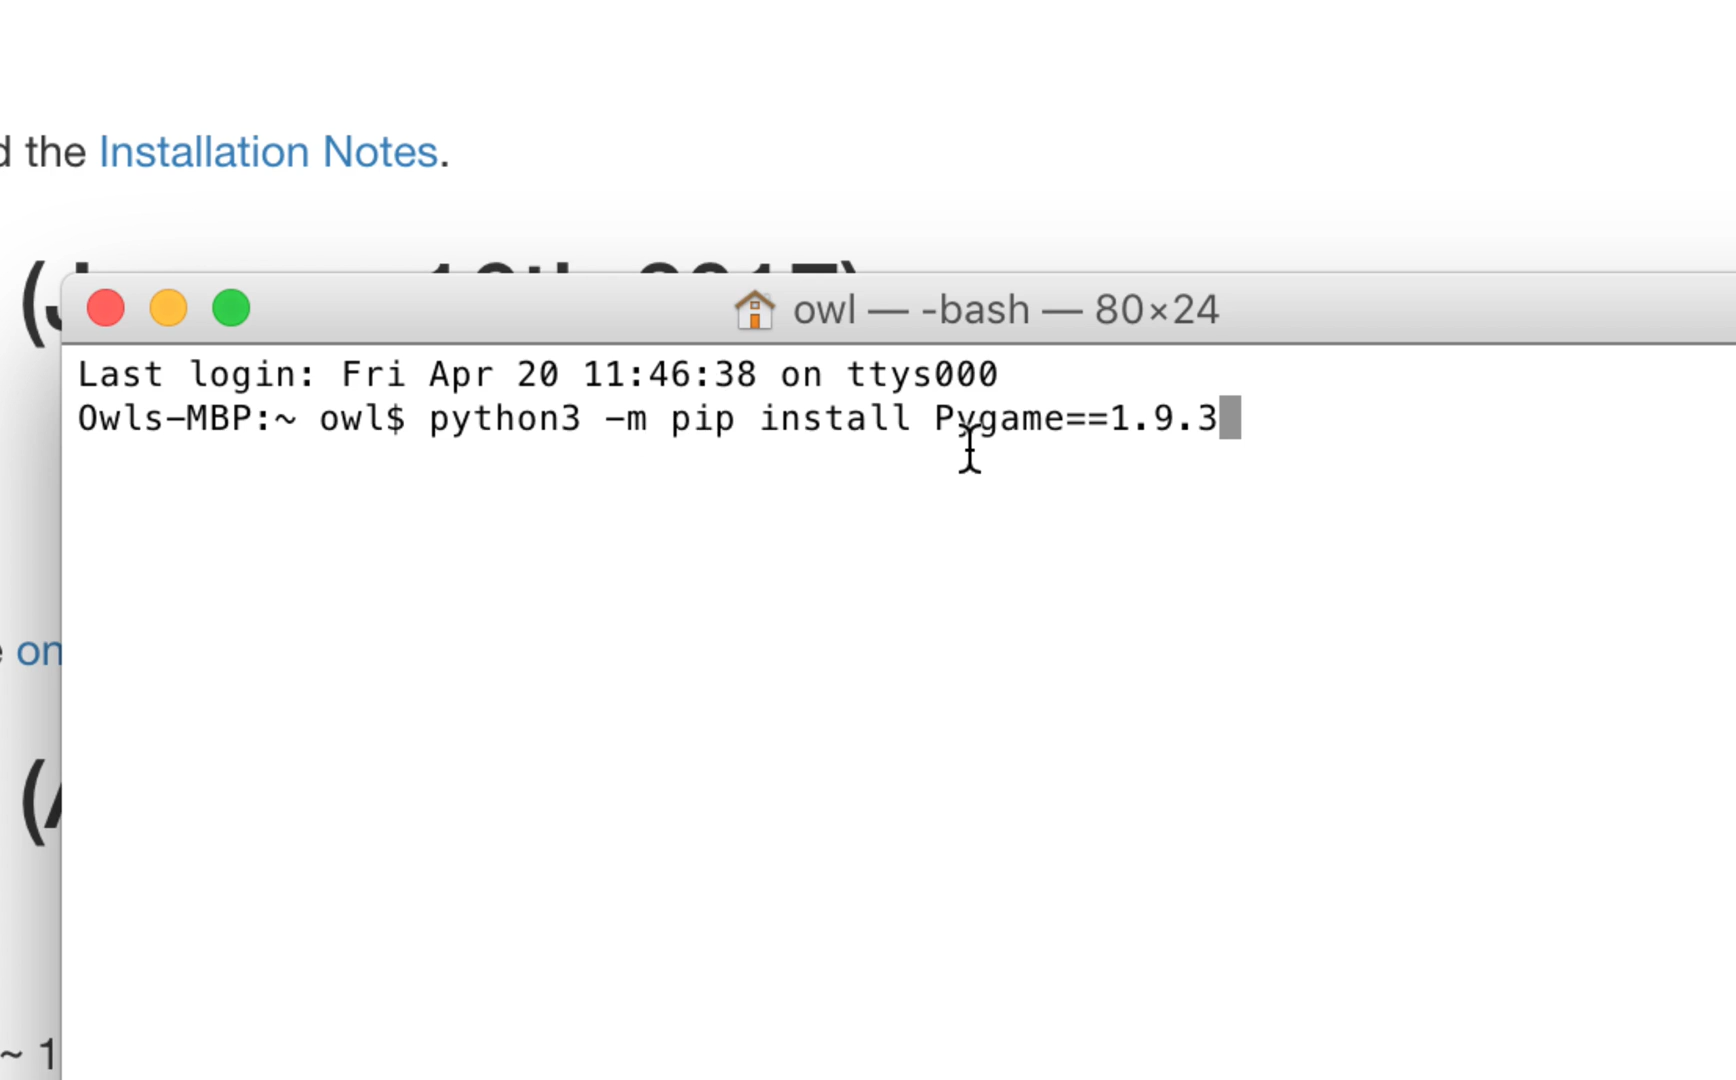 d the Installation Notes.
owl — -bash — 80×24
Last login: Fri Apr 20 11:46:38 on ttys000
Owls-MBP:~ owl$ python3 -m pip install Pygame==1.9.3
on
(
~ 1